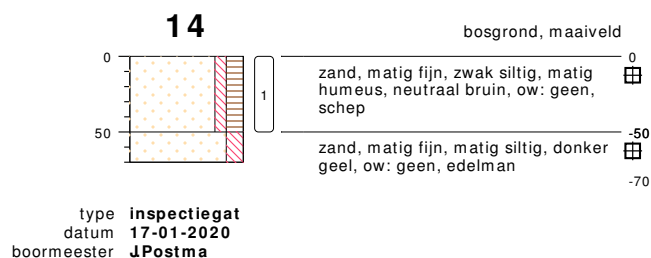 14
bosgrond, maaiveld
0
0
zand, matig fijn, zwak siltig, matig
humeus, neutraal bruin, ow: geen,
schep
1
50
-50
zand, matig fijn, matig siltig, donker
geel, ow: geen, edelman
-70
type inspectiegat
datum 17-01-2020
boormeester J.Postma